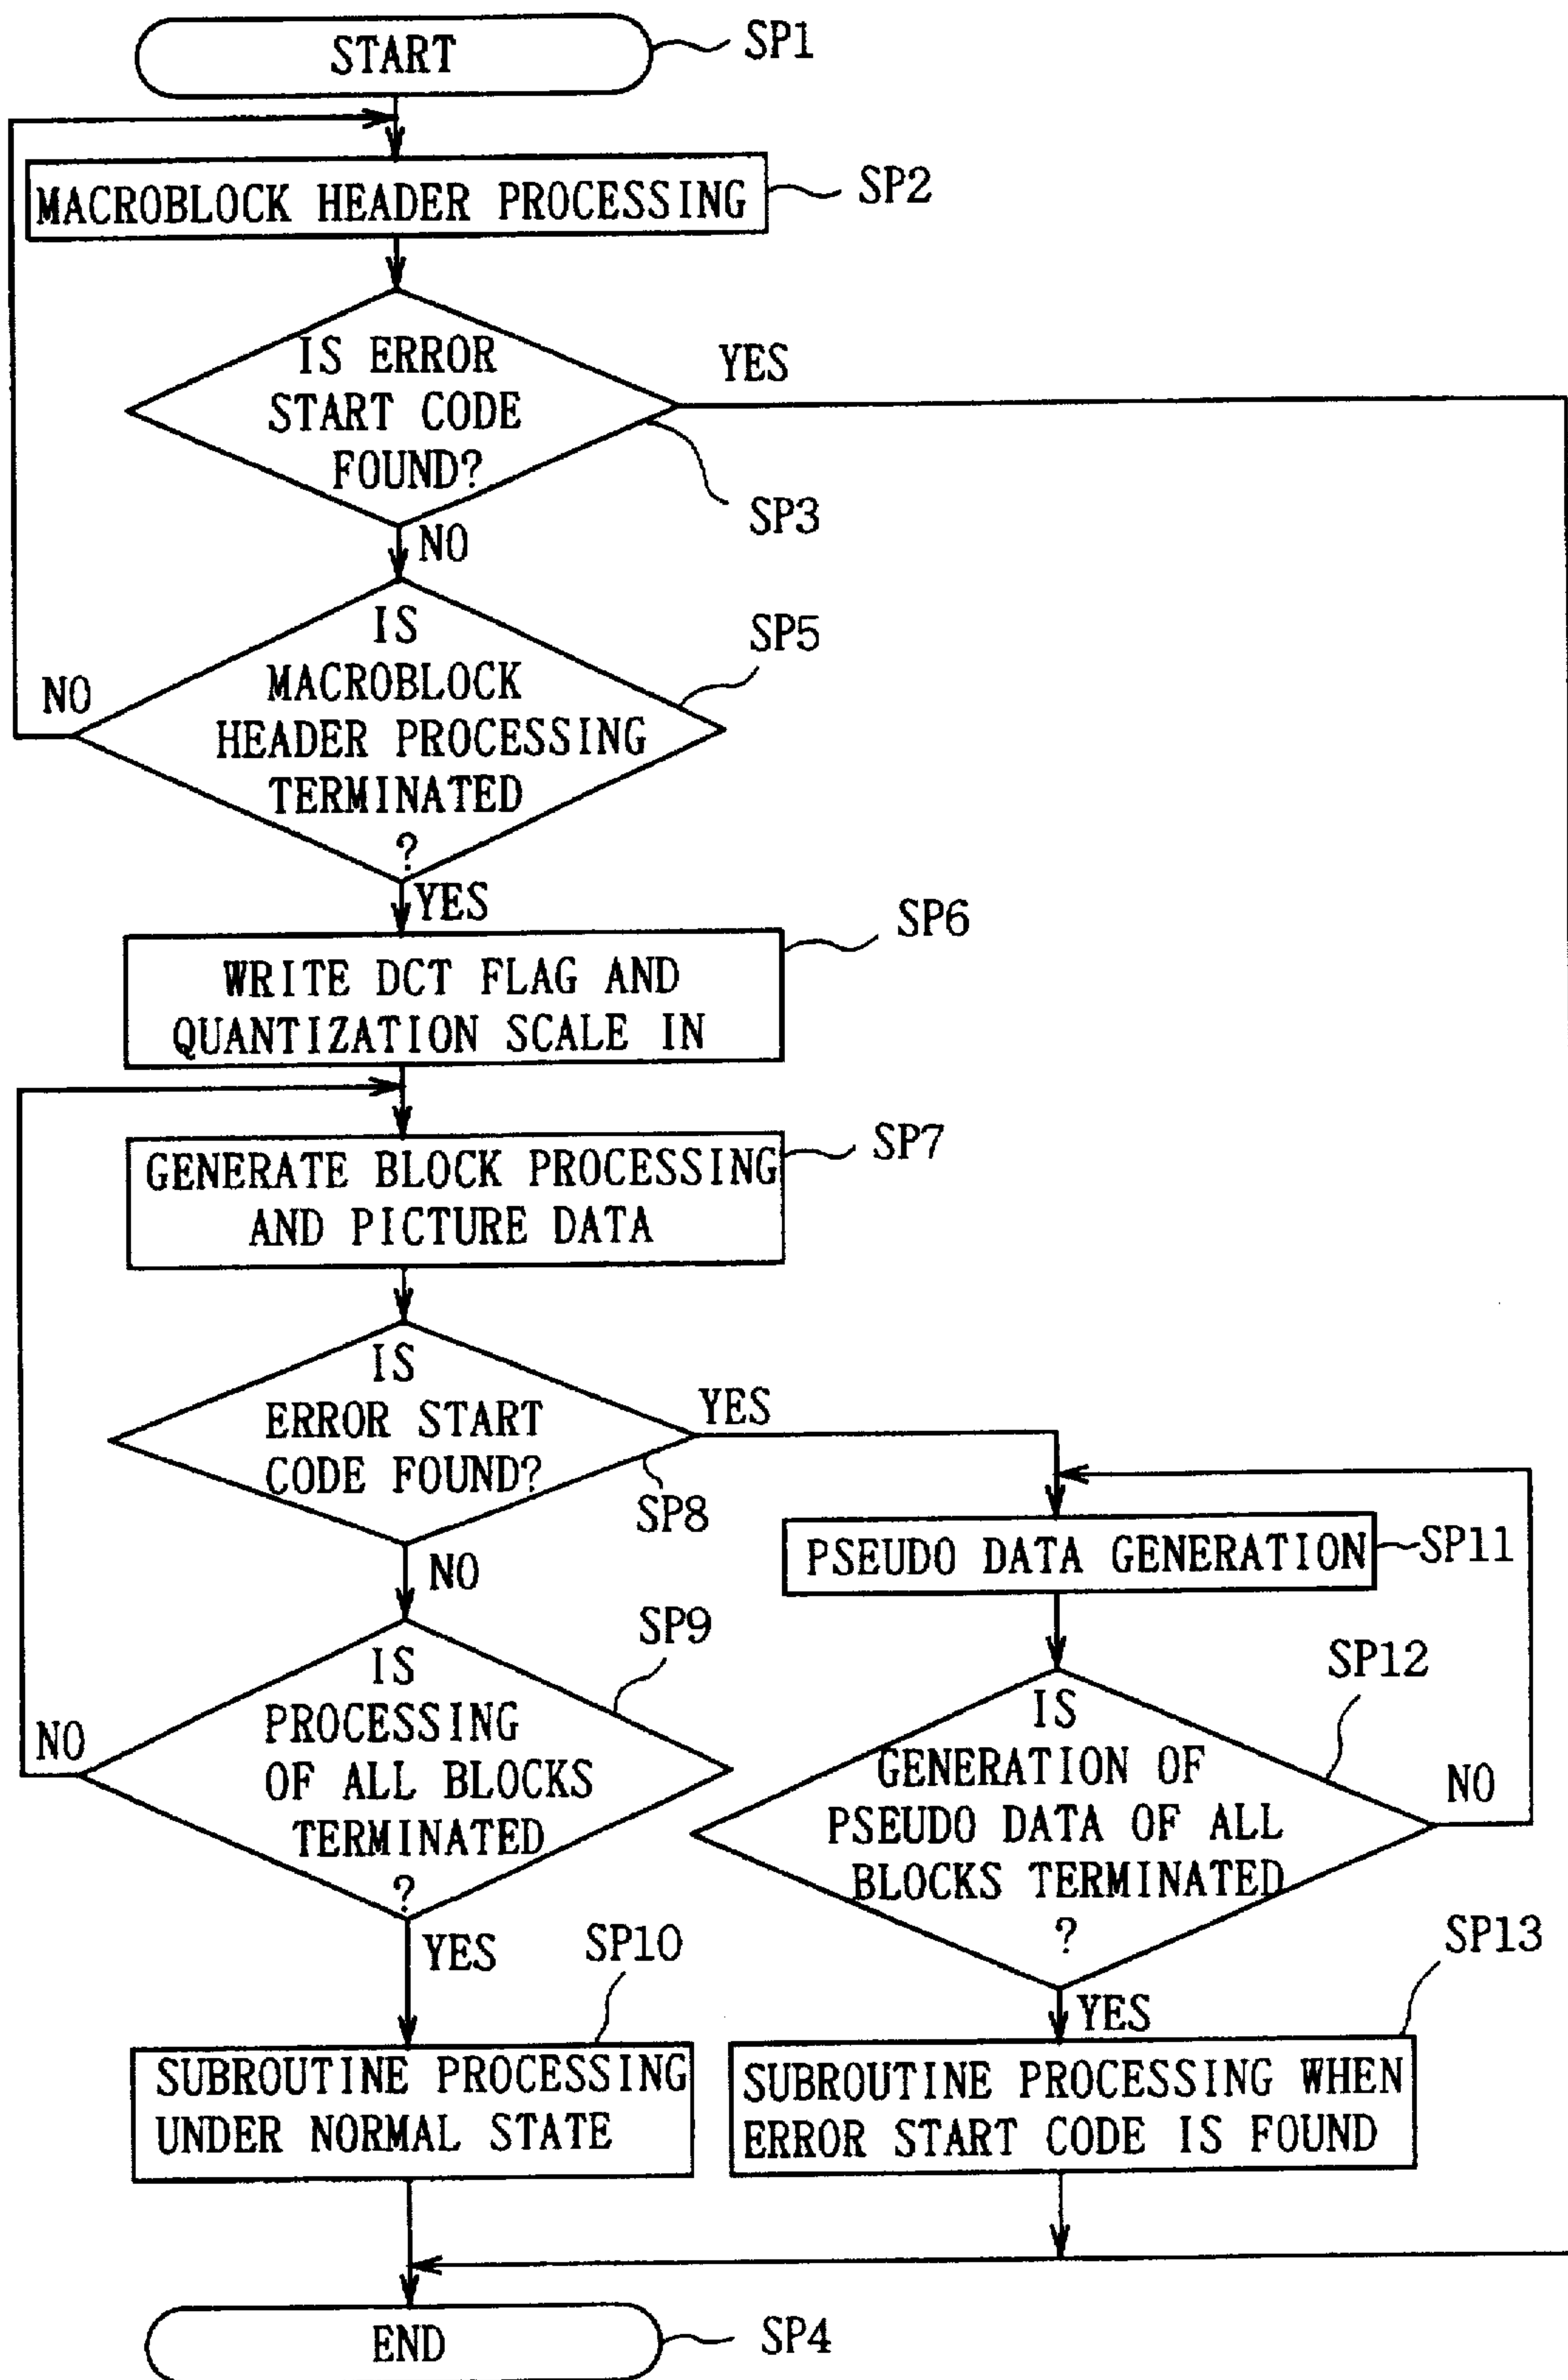 START
SP1
MACROBLOCK HEADER PROCESSING
SP2
IS ERROR
START CODE
FOUND?
YES
SP3
NO
IS
MACROBLOCK
HEADER PROCESSING
TERMINATED
?
SP5
NO
YES
WRITE DCT FLAG AND
QUANTIZATION SCALE IN
SP6
GENERATE BLOCK PROCESSING
AND PICTURE DATA
SP7
IS
ERROR START
CODE FOUND?
YES
SP8
NO
PSEUDO DATA GENERATION
SP11
IS
PROCESSING
OF ALL BLOCKS
TERMINATED
?
SP9
NO
YES
IS
GENERATION OF
PSEUDO DATA OF ALL
BLOCKS TERMINATED
?
SP12
NO
YES
SUBROUTINE PROCESSING
UNDER NORMAL STATE
SP10
SUBROUTINE PROCESSING WHEN
ERROR START CODE IS FOUND
SP13
END
SP4